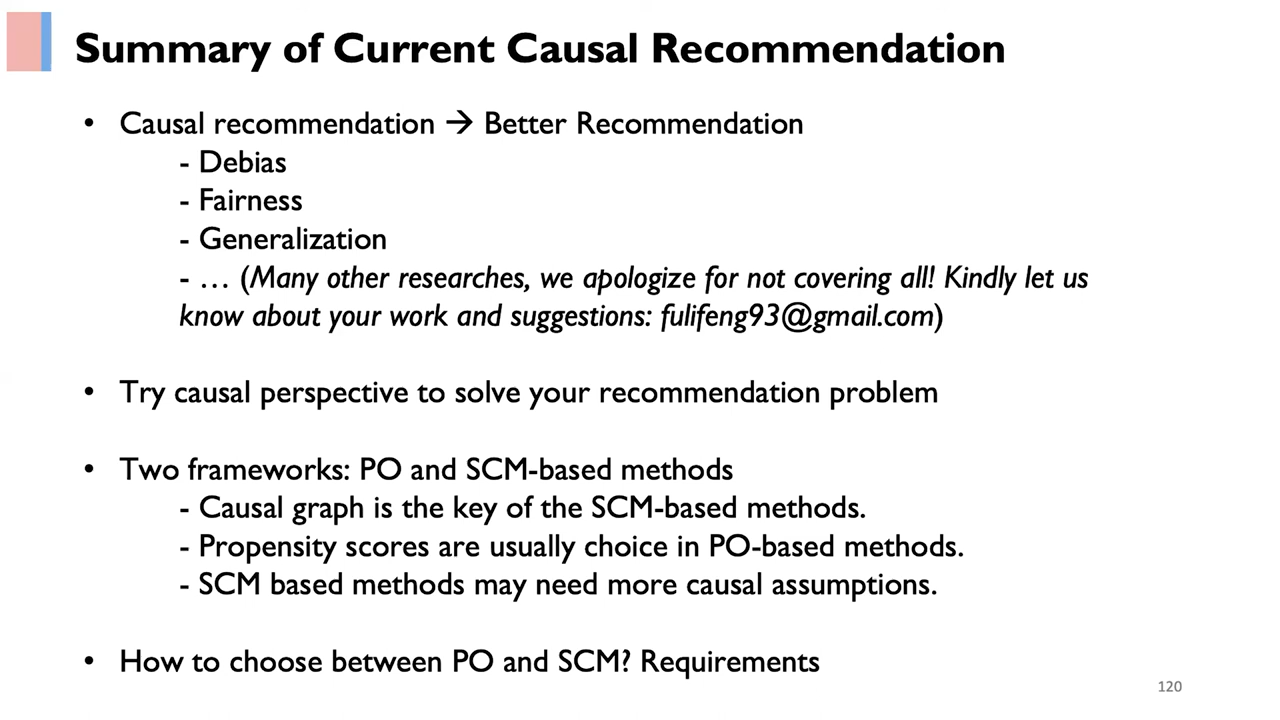 Summary of Current Causal Recommendation
• Causal recommendation → Better Recommendation
- Debias
- Fairness
- Generalization
- … (Many other researches, we apologize for not covering all! Kindly let us
know about your work and suggestions: fulifeng93@gmail.com)
• Try causal perspective to solve your recommendation problem
• Two frameworks: PO and SCM-based methods
- Causal graph is the key of the SCM-based methods.
- Propensity scores are usually choice in PO-based methods.
- SCM based methods may need more causal assumptions.
• How to choose between PO and SCM? Requirements
120